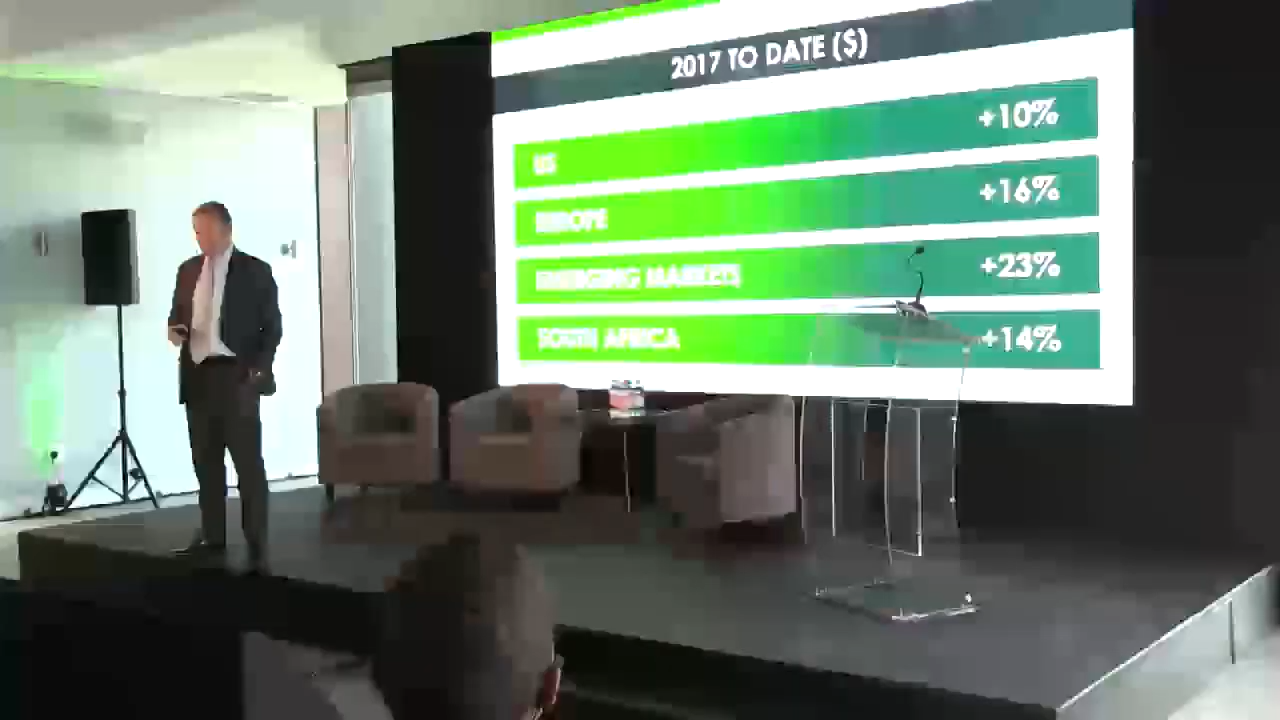 2017 TO DATE ($)
US +10%
EUROPE +16%
EMERGING MARKETS +23%
SOUTH AFRICA +14%